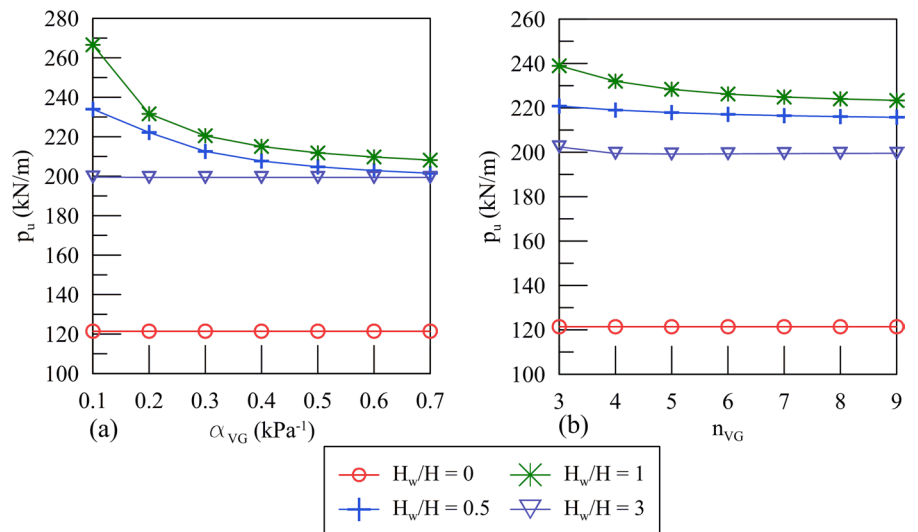 280
260
240
220
200
180
160
140
120
100
p_u (kN/m)
0.1 0.2 0.3 0.4 0.5 0.6 0.7
(a) α_VG (kPa⁻¹)
260
240
220
200
180
160
140
120
100
p_u (kN/m)
3 4 5 6 7 8 9
(b) n_VG
H_w/H = 0 H_w/H = 1
H_w/H = 0.5 H_w/H = 3